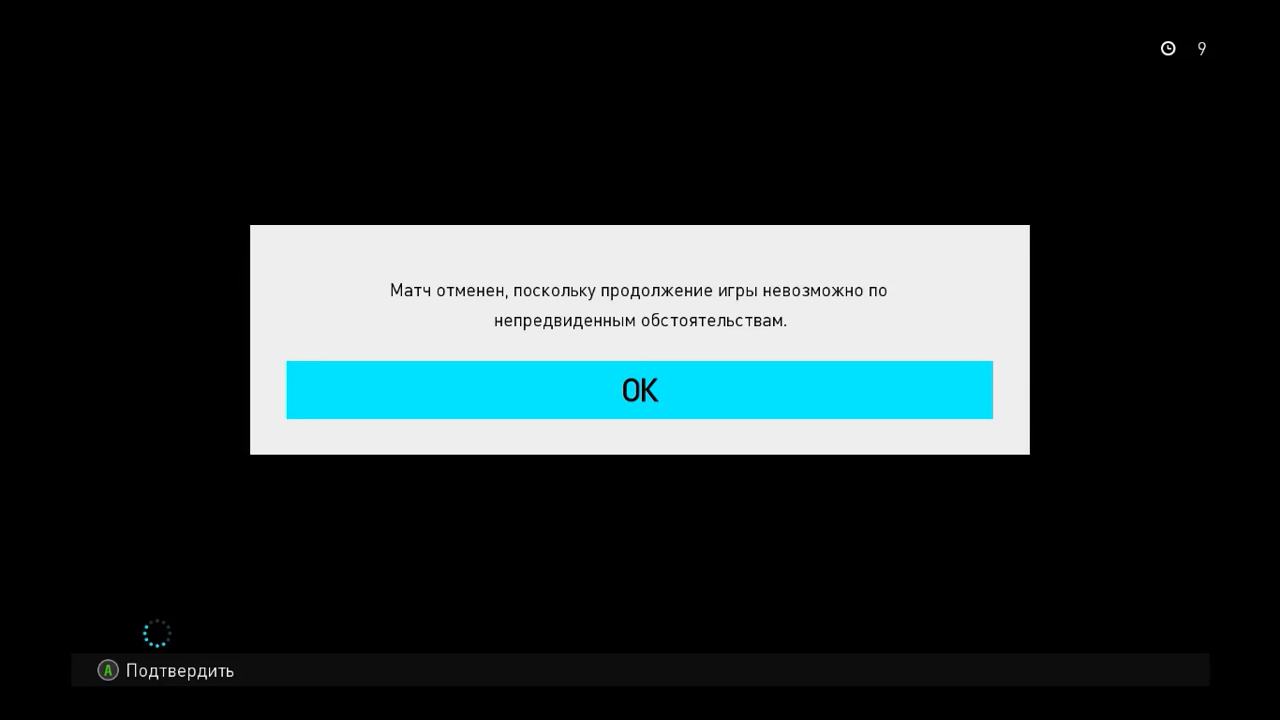 9
Матч отменен, поскольку продолжение игры невозможно по
непредвиденным обстоятельствам.
OK
A Подтвердить